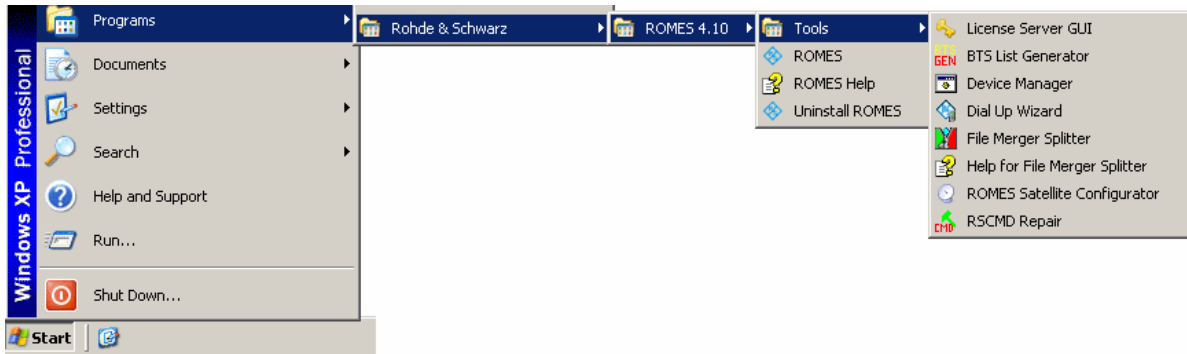 Windows XP Professional
Programs
Documents
Settings
Search
Help and Support
Run...
Shut Down...
Start
Rohde & Schwarz
ROMES 4.10
Tools
ROMES
ROMES Help
Uninstall ROMES
License Server GUI
BTS
GEN
BTS List Generator
Device Manager
Dial Up Wizard
File Merger Splitter
Help for File Merger Splitter
ROMES Satellite Configurator
CMD
RSCMD Repair